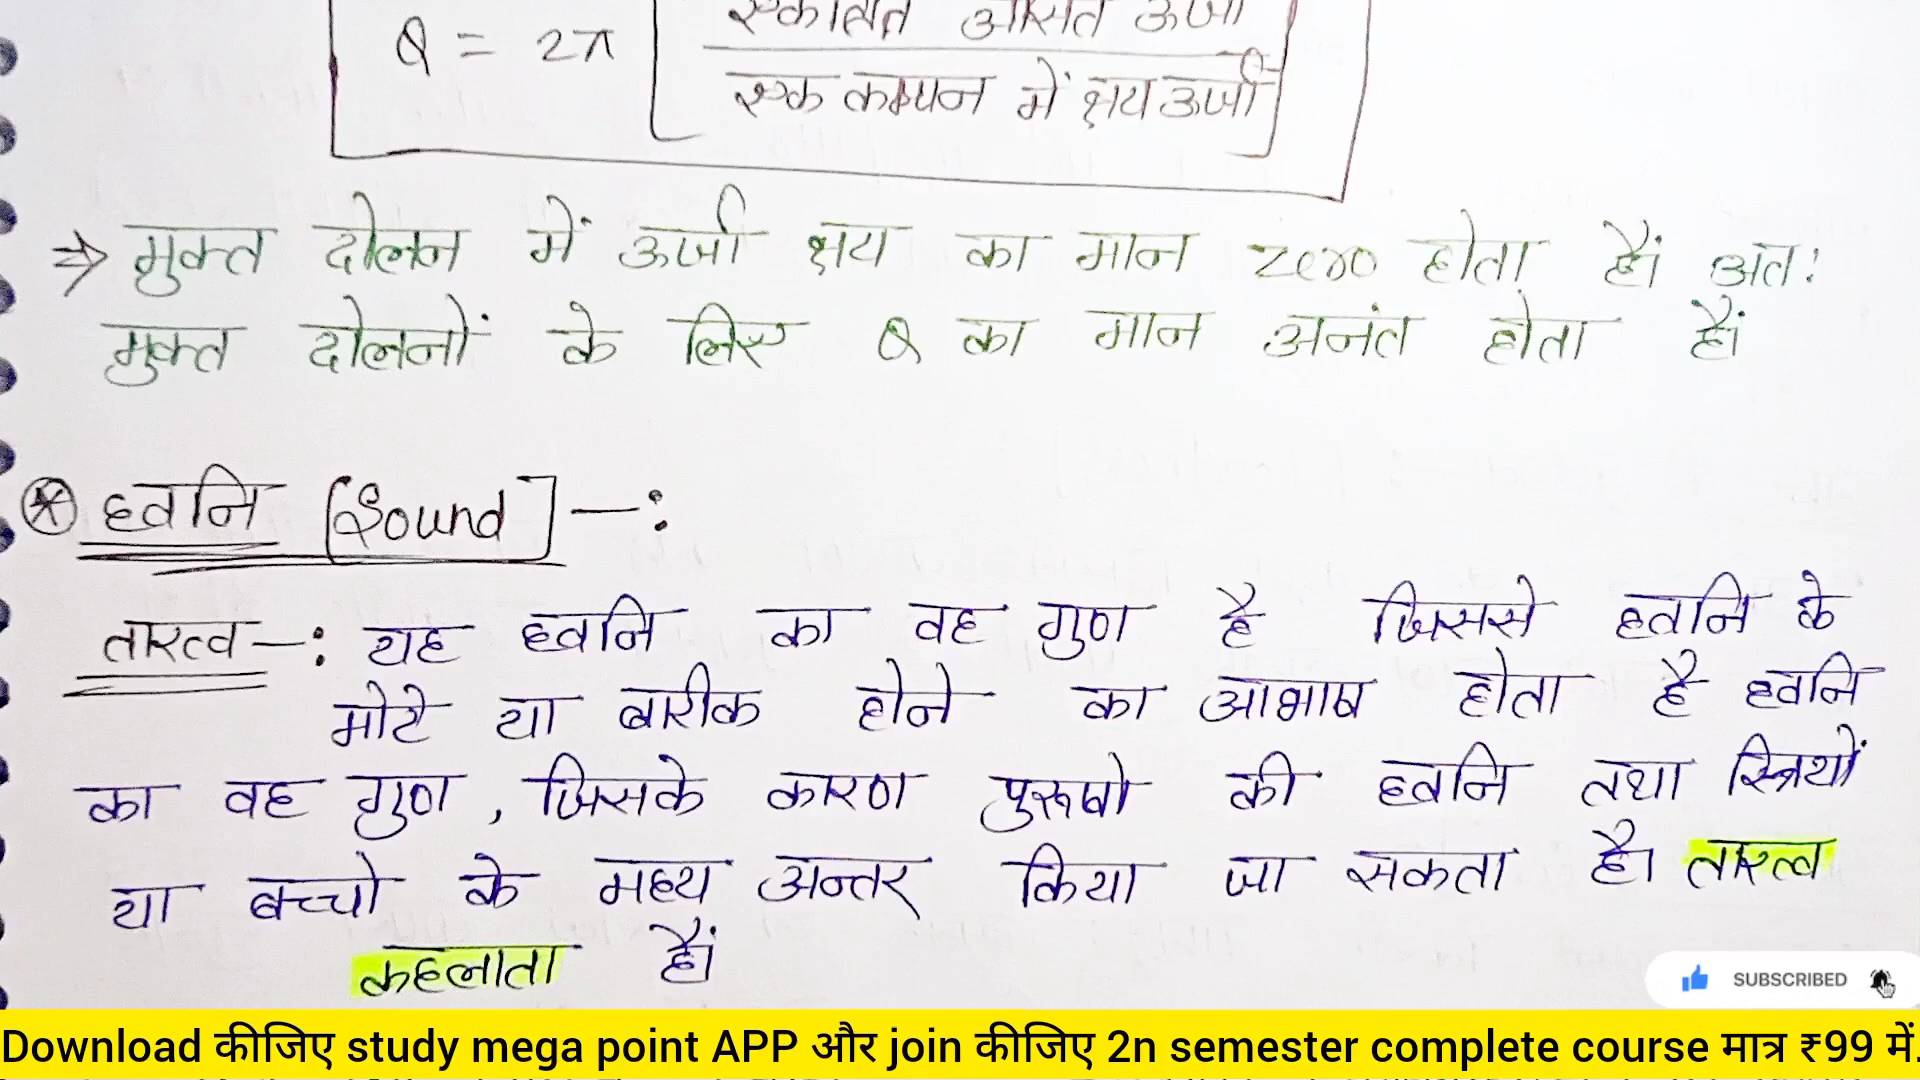 Q = 2π [ एकत्रित औसत ऊर्जा
एक कम्पन में क्षय ऊर्जा ]
⇒ मुक्त दोलन में ऊर्जा क्षय का मान zero होता हैं। अत:
मुक्त दोलनों के लिए Q का मान अनंत होता हैं।
* ध्वनि [Sound] —:
तारत्व —: यह ध्वनि का वह गुण है जिससे ध्वनि के
मोटे या बारीक होने का आभाष होता है ध्वनि
का वह गुण , जिसके कारण पुरूषो की ध्वनि तथा स्त्रियों
या बच्चो के मध्य अन्तर किया जा सकता है। तारत्व
कहलाता हैं।
SUBSCRIBED
Download कीजिए study mega point APP और join कीजिए 2n semester complete course मात्र ₹99 में.